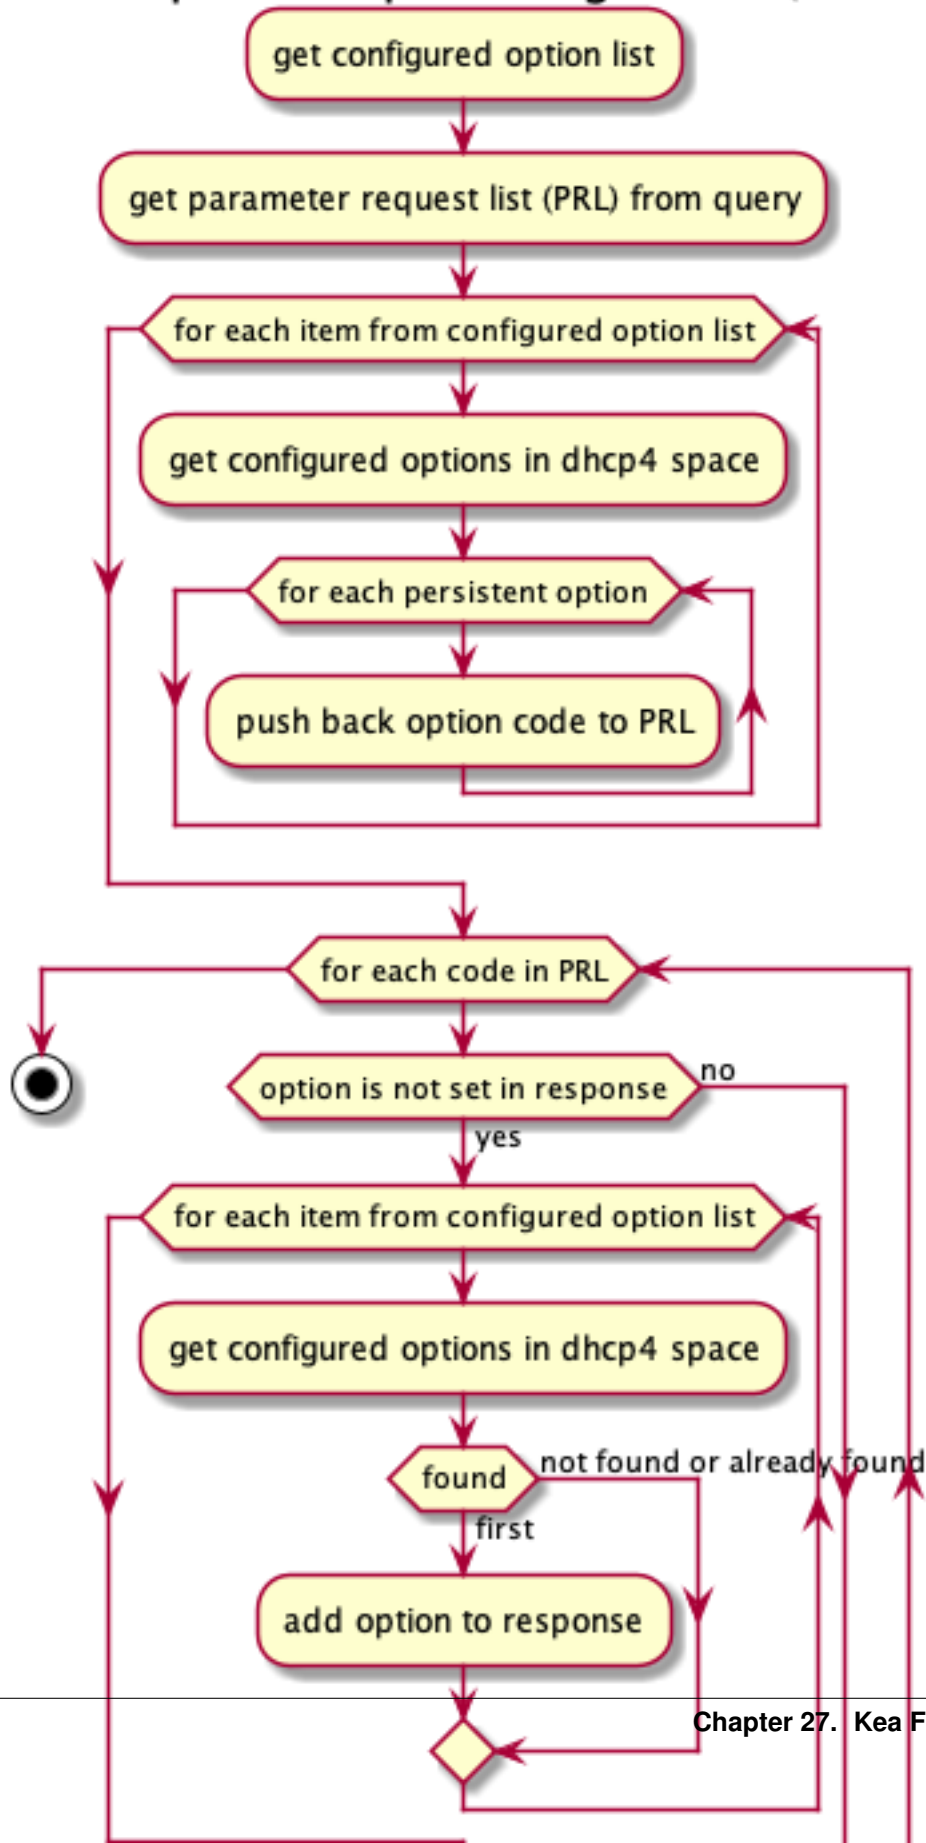 get configured option list
get parameter request list (PRL) from query
for each item from configured option list
get configured options in dhcp4 space
for each persistent option
push back option code to PRL
for each code in PRL
option is not set in response
no
yes
for each item from configured option list
get configured options in dhcp4 space
found
not found or already found
first
add option to response
Chapter 27. Kea F